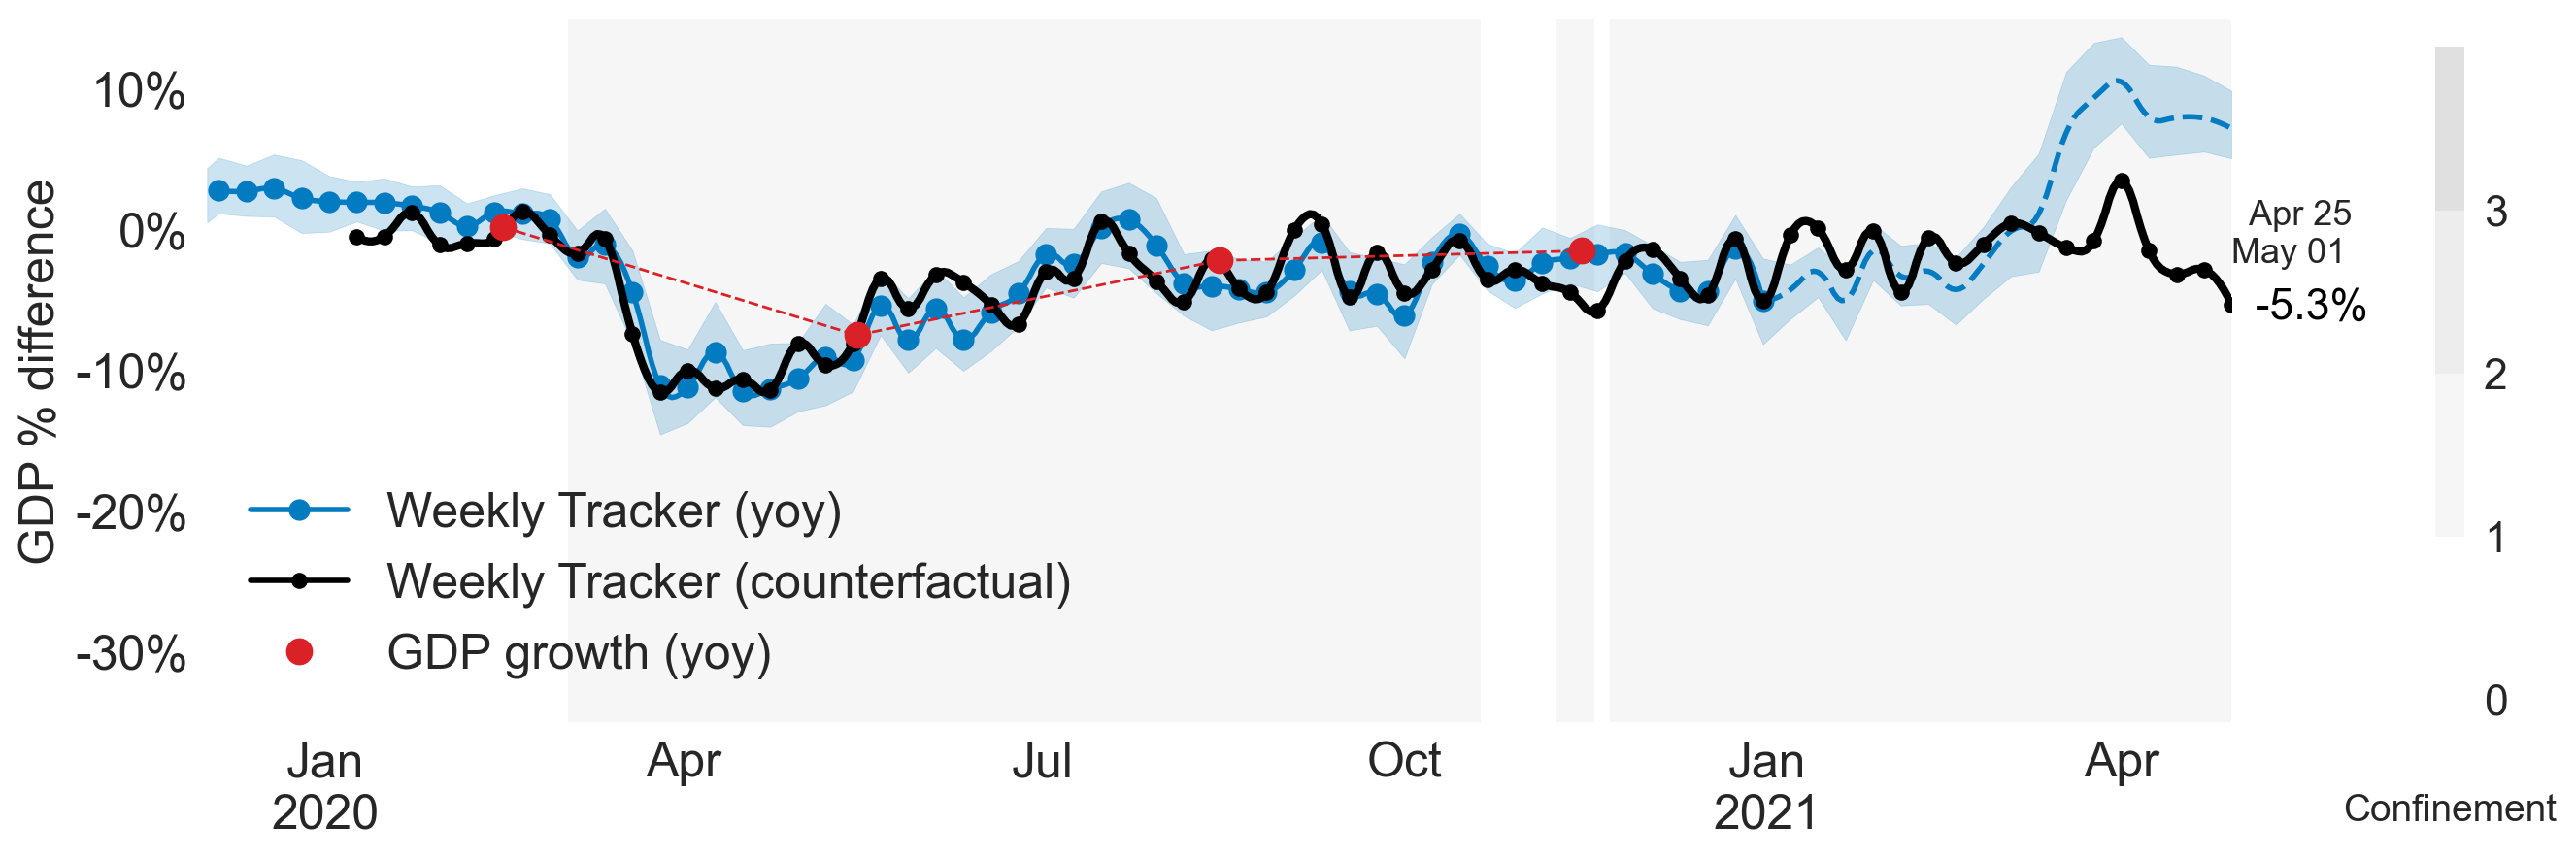 GDP % difference
10%
0%
-10%
-20%
-30%
Weekly Tracker (yoy)
Weekly Tracker (counterfactual)
GDP growth (yoy)
Jan
2020
Apr
Jul
Oct
Jan
2021
Apr
Apr 25
May 01
-5.3%
3
2
1
0
Confinement